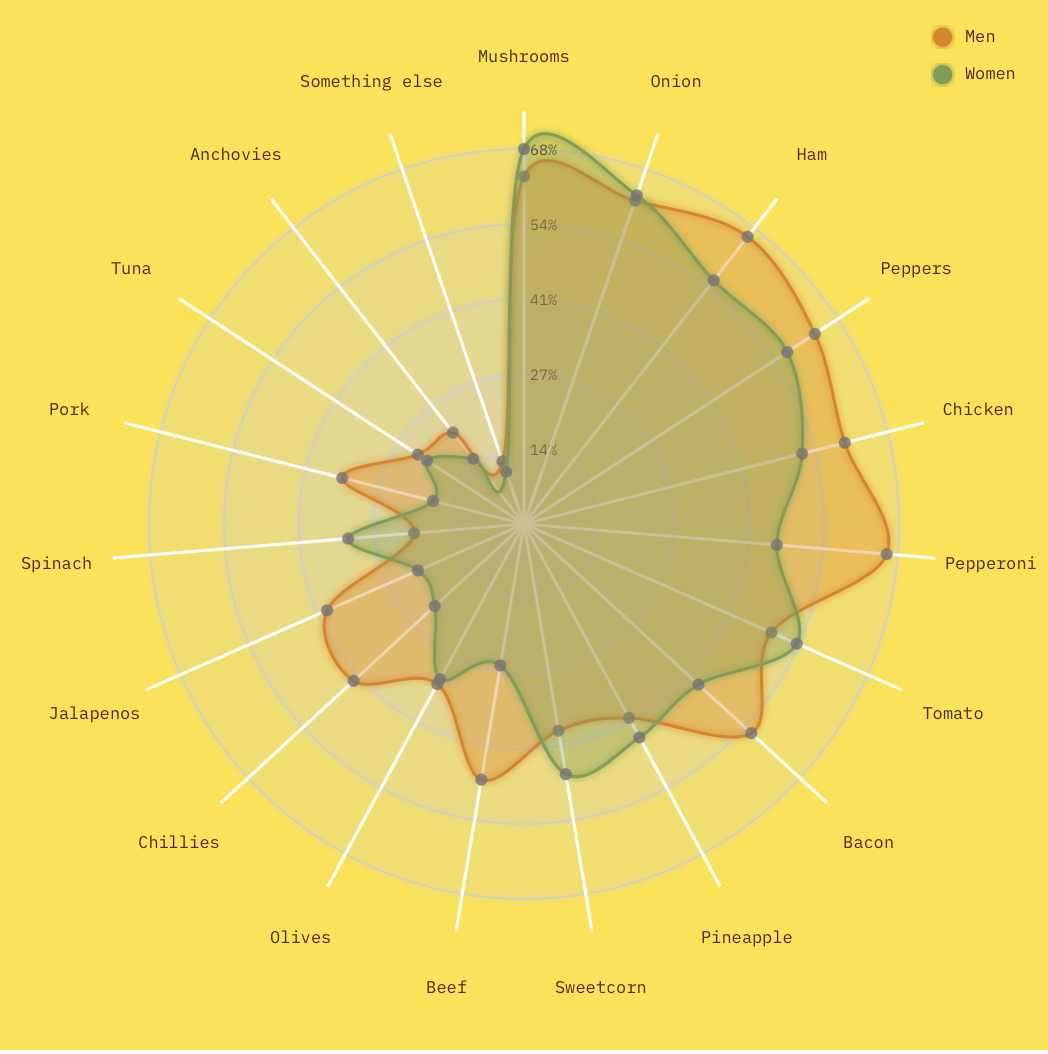 Men
Women
Mushrooms
Something else
Onion
Anchovies
Ham
68%
54%
Tuna
Peppers
41%
27%
Pork
Chicken
14%
Spinach
Pepperoni
Jalapenos
Tomato
Chillies
Bacon
Olives
Pineapple
Beef
Sweetcorn